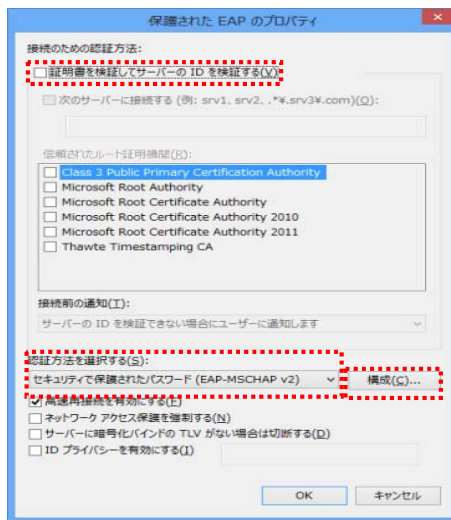 保護された EAP のプロパティ
接続のための認証方法:
証明書を検証してサーバーの ID を検証する(V)
次のサーバーに接続する (例: srv1、srv2、.*¥.srv3¥.com)(O):
信頼されたルート証明機関(R):
Class 3 Public Primary Certification Authority
Microsoft Root Authority
Microsoft Root Certificate Authority
Microsoft Root Certificate Authority 2010
Microsoft Root Certificate Authority 2011
Thawte Timestamping CA
接続前の通知(T):
サーバーの ID を検証できない場合にユーザーに通知します
認証方法を選択する(S):
セキュリティで保護されたパスワード (EAP-MSCHAP v2)
構成(C)...
高速再接続を有効にする(F)
ネットワーク アクセス保護を強制する(N)
サーバーに暗号化バインドの TLV がない場合は切断する(D)
ID プライバシーを有効にする(I)
OK
キャンセル